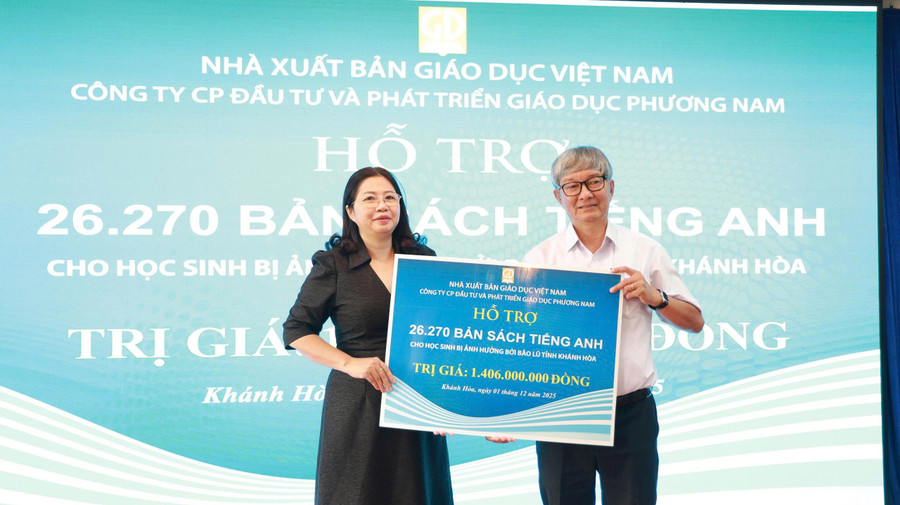 GD
NHÀ XUẤT BẢN GIÁO DỤC VIỆT NAM
CÔNG TY CP ĐẦU TƯ VÀ PHÁT TRIỂN GIÁO DỤC PHƯƠNG NAM
HỖ TRỢ
26.270 BẢN SÁCH TIẾNG ANH
CHO HỌC SINH BỊ KHÁNH HÒA
TRỊ GIÁ: ĐỒNG
Khánh
GD
NHÀ XUẤT BẢN GIÁO DỤC VIỆT NAM
CÔNG TY CP ĐẦU TƯ VÀ PHÁT TRIỂN GIÁO DỤC PHƯƠNG NAM
HỖ TRỢ
26.270 BẢN SÁCH TIẾNG ANH
CHO HỌC SINH BỊ ẢNH HƯỞNG BỞI BÃO LŨ TỈNH KHÁNH HÒA
TRỊ GIÁ: 1.406.000.000 ĐỒNG
Khánh Hòa, ngày 01 tháng 12 năm 2025